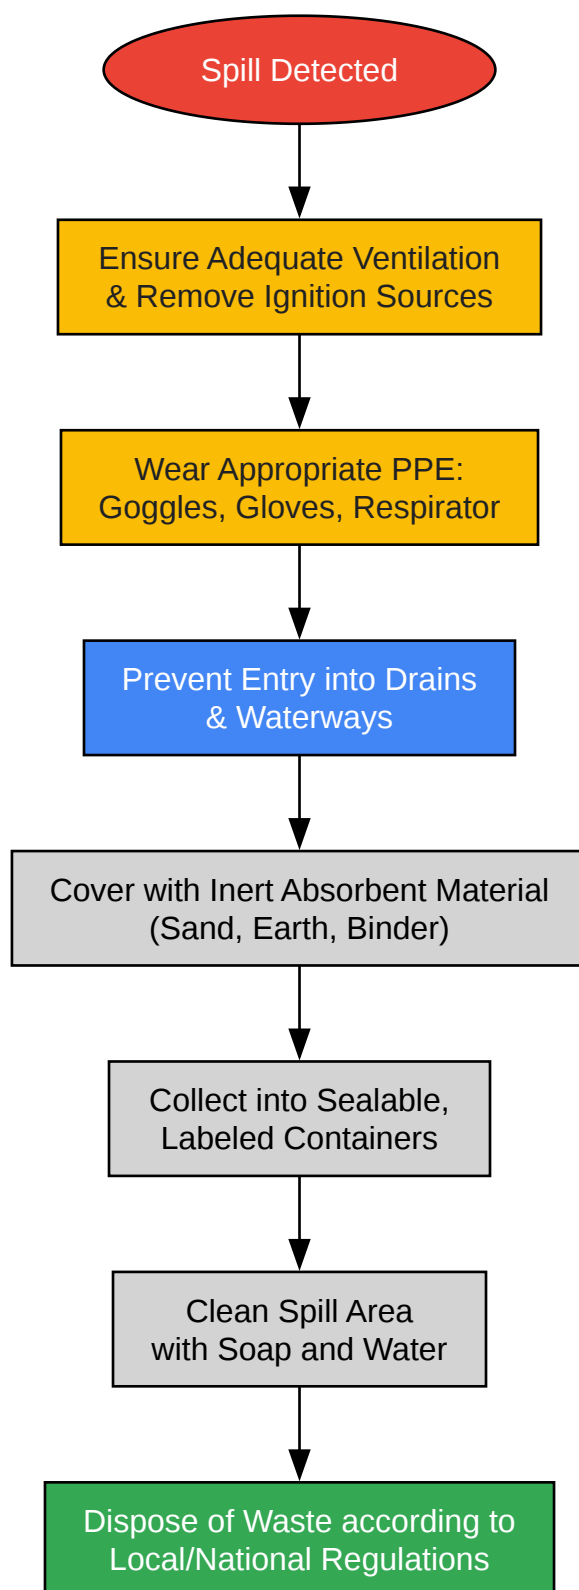 Spill Detected
Ensure Adequate Ventilation
& Remove Ignition Sources
Wear Appropriate PPE:
Goggles, Gloves, Respirator
Prevent Entry into Drains
& Waterways
Cover with Inert Absorbent Material
(Sand, Earth, Binder)
Collect into Sealable,
Labeled Containers
Clean Spill Area
with Soap and Water
Dispose of Waste according to
Local/National Regulations